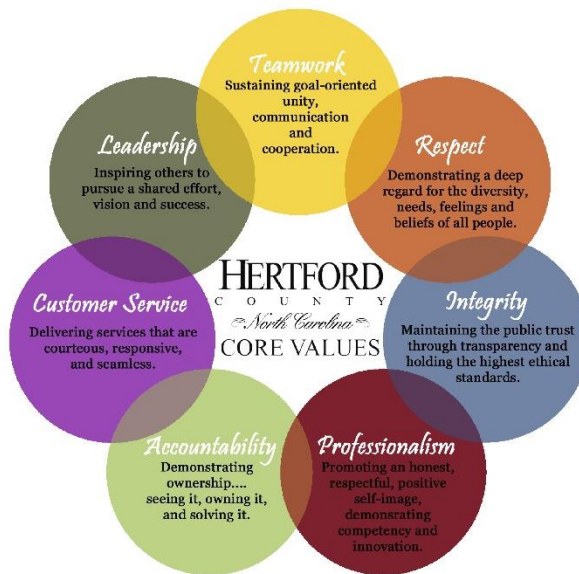 Teamwork
Sustaining goal-oriented
unity,
communication
and
cooperation.
Leadership
Inspiring others to
pursue a shared effort,
vision and success.
Respect
Demonstrating a deep
regard for the diversity,
needs, feelings and
beliefs of all people.
HERTFORD
COUNTY
North Carolina
CORE VALUES
Customer Service
Delivering services that are
courteous, responsive,
and seamless.
Integrity
Maintaining the public trust
through transparency and
holding the highest ethical
standards.
Accountability
Demonstrating
ownership....
seeing it, owning it,
and solving it.
Professionalism
Promoting an honest,
respectful, positive
self-image,
demonsrating
competency and
innovation.